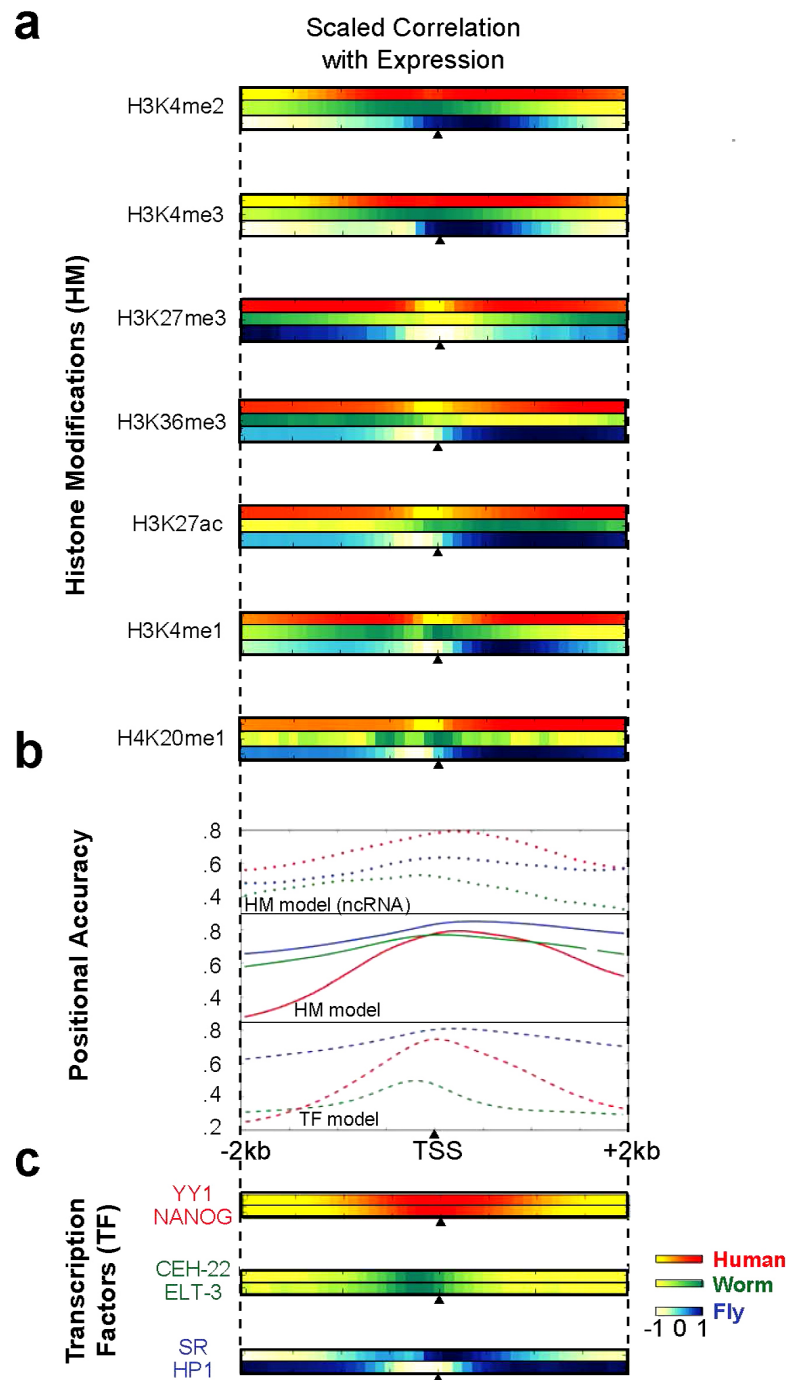 a
Scaled Correlation
with Expression
Histone Modifications (HM)
H3K4me2
H3K4me3
H3K27me3
H3K36me3
H3K27ac
H3K4me1
H4K20me1
b
Positional Accuracy
.8
.6
.4
HM model (ncRNA)
.8
.6
.4
HM model
.8
.6
.4
.2
TF model
-2kb
TSS
+2kb
c
Transcription
Factors (TF)
YY1
NANOG
CEH-22
ELT-3
SR
HP1
Human
Worm
Fly
-1 0 1